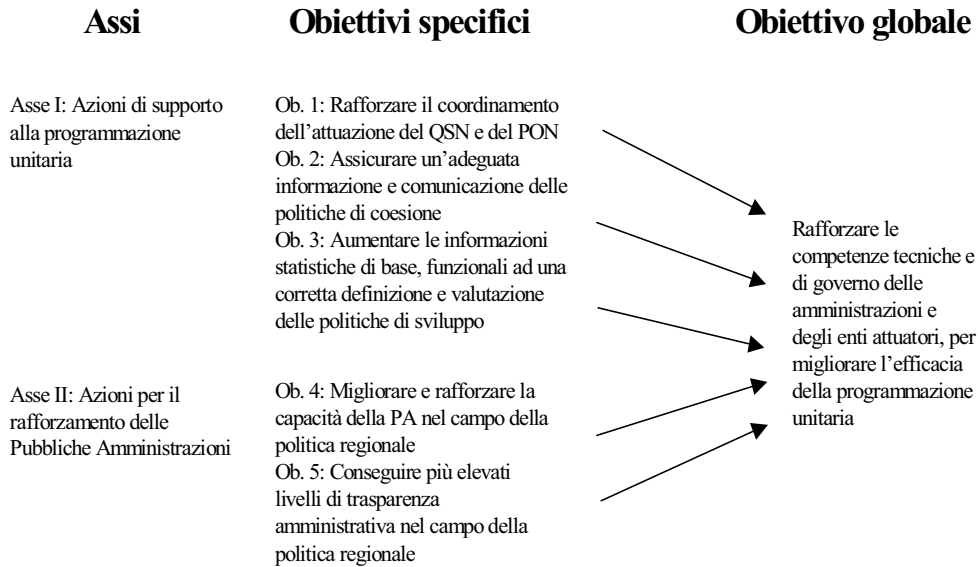 Assi
Obiettivi specifici
Obiettivo globale
Asse I: Azioni di supporto
alla programmazione
unitaria
Ob. 1: Rafforzare il coordinamento
dell'attuazione del QSN e del PON
Ob. 2: Assicurare un'adeguata
informazione e comunicazione delle
politiche di coesione
Ob. 3: Aumentare le informazioni
statistiche di base, funzionali ad una
corretta definizione e valutazione
delle politiche di sviluppo
Asse II: Azioni per il
rafforzamento delle
Pubbliche Amministrazioni
Ob. 4: Migliorare e rafforzare la
capacità della PA nel campo della
politica regionale
Ob. 5: Conseguire più elevati
livelli di trasparenza
amministrativa nel campo della
politica regionale
Rafforzare le
competenze tecniche e
di governo delle
amministrazioni e
degli enti attuatori, per
migliorare l'efficacia
della programmazione
unitaria